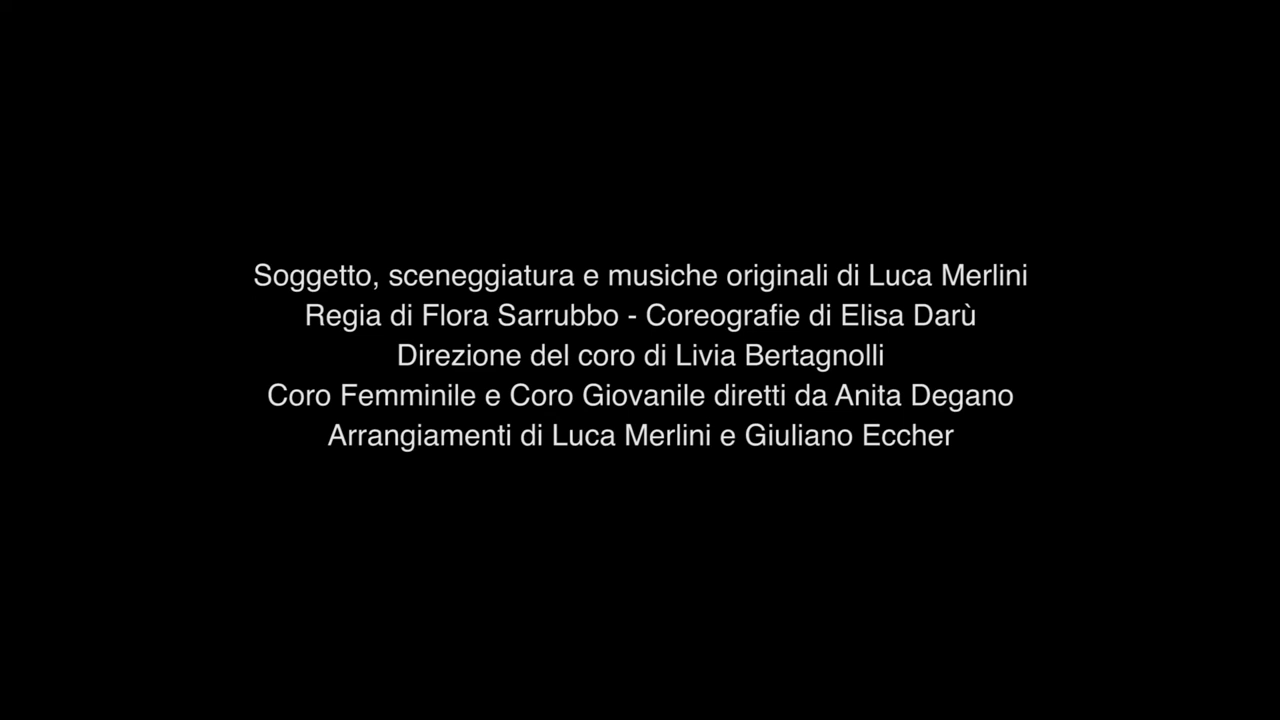 Soggetto, sceneggiatura e musiche originali di Luca Merlini
Regia di Flora Sarrubbo - Coreografie di Elisa Darù
Direzione del coro di Livia Bertagnolli
Coro Femminile e Coro Giovanile diretti da Anita Degano
Arrangiamenti di Luca Merlini e Giuliano Eccher